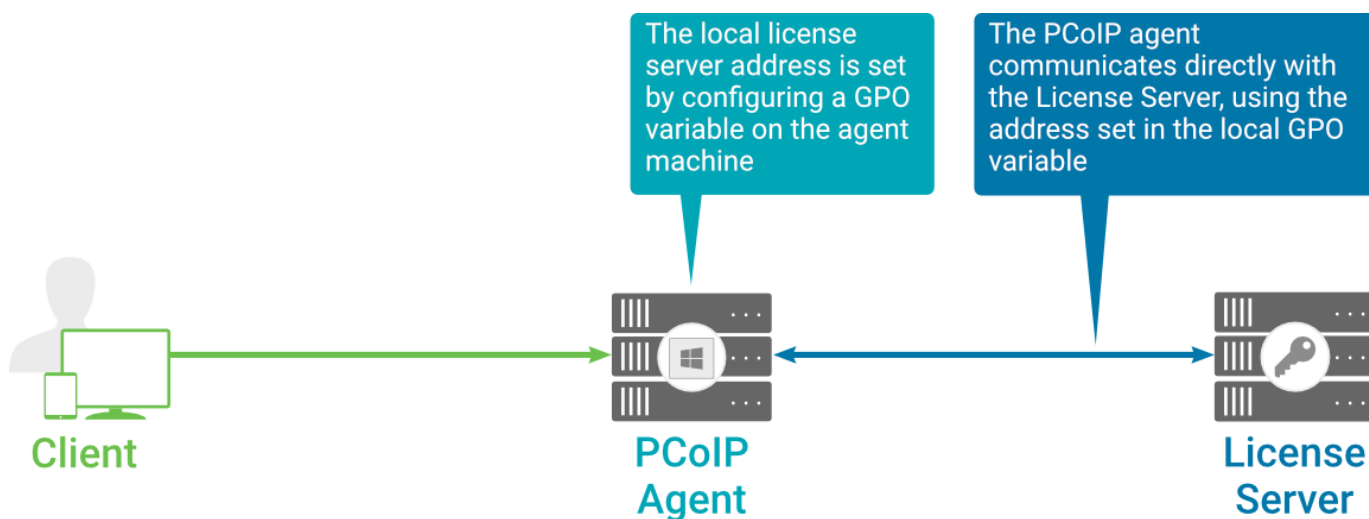 The local license
server address is set
by configuring a GPO
variable on the agent
machine
The PCoIP agent
communicates directly with
the License Server, using the
address set in the local GPO
variable
Client
PCoIP
Agent
License
Server